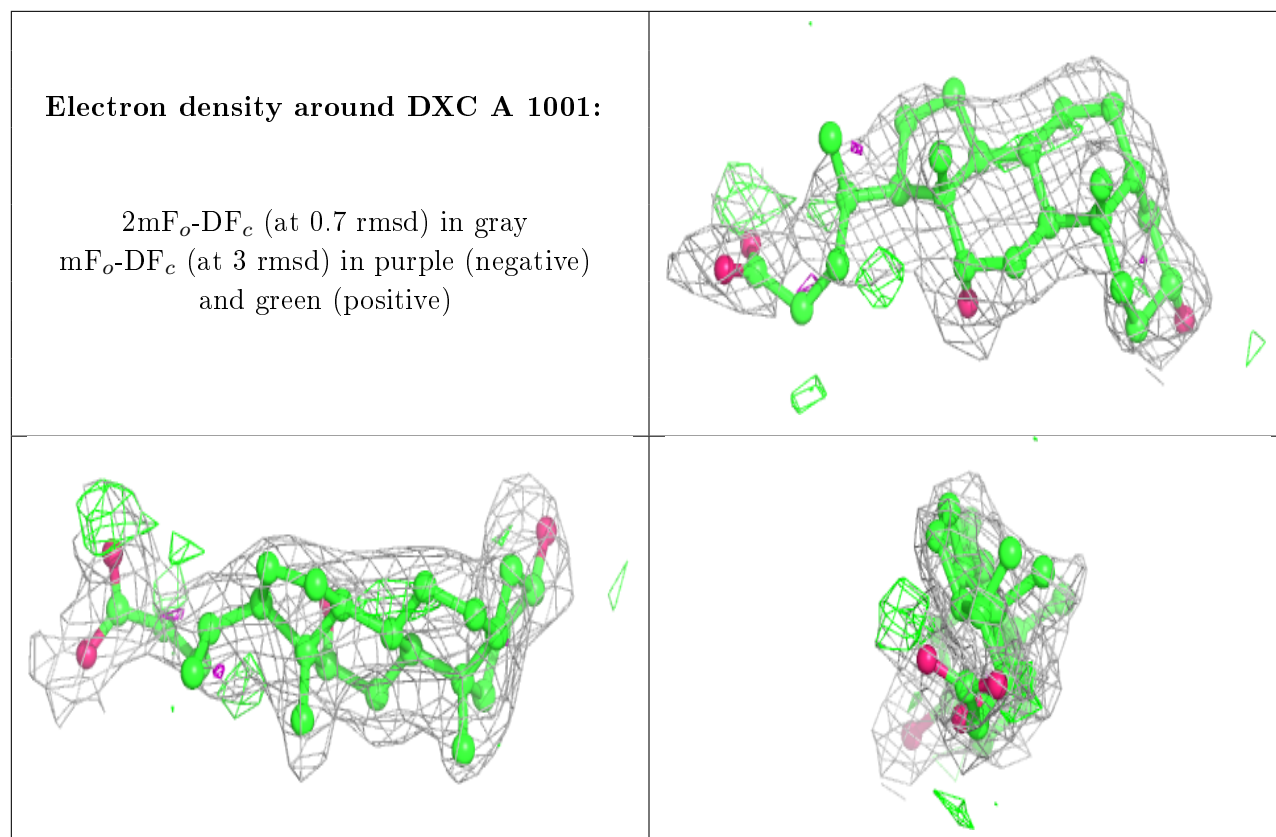 Electron density around DXC A 1001:
2mFo-DFc (at 0.7 rmsd) in gray
mFo-DFc (at 3 rmsd) in purple (negative)
and green (positive)